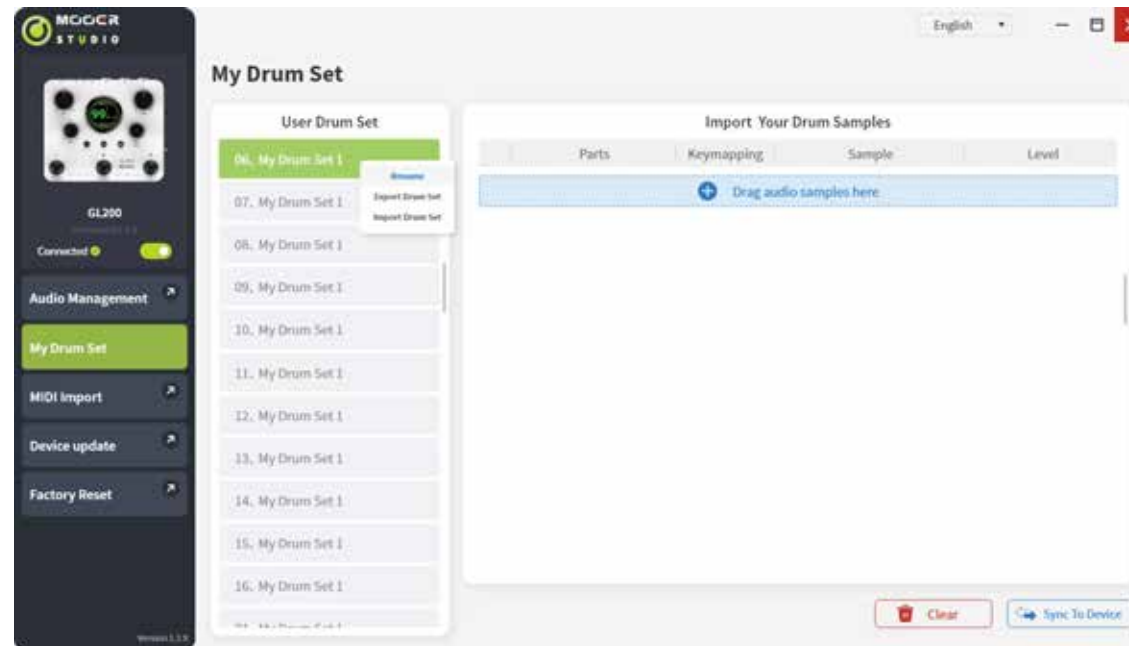 MOOER
STUDIO
English
My Drum Set
User Drum Set
Import Your Drum Samples
06. My Drum Set 1
Rename
Export Drum Set
Import Drum Set
Parts
Keymapping
Sample
Level
Drag audio samples here
07. My Drum Set 1
08. My Drum Set 1
09. My Drum Set 1
10. My Drum Set 1
11. My Drum Set 1
12. My Drum Set 1
13. My Drum Set 1
14. My Drum Set 1
15. My Drum Set 1
16. My Drum Set 1
GL200
Connected
Audio Management
My Drum Set
MIDI Import
Device update
Factory Reset
Clear
Sync To Device